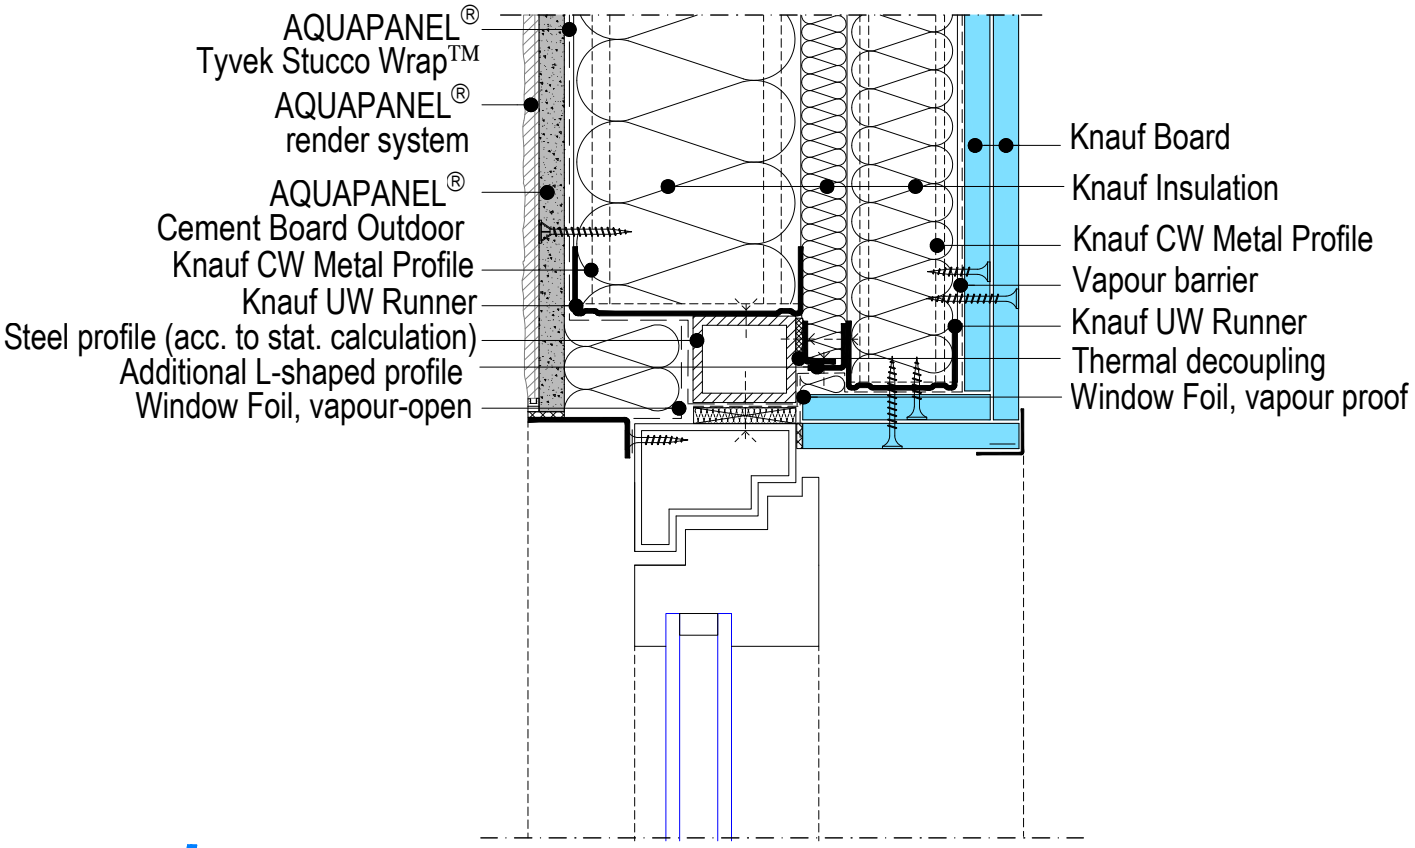 AQUAPANEL®
Tyvek Stucco Wrap™
AQUAPANEL®
render system
AQUAPANEL®
Cement Board Outdoor
Knauf CW Metal Profile
Knauf UW Runner
Steel profile (acc. to stat. calculation)
Additional L-shaped profile
Window Foil, vapour-open
Knauf Board
Knauf Insulation
Knauf CW Metal Profile
Vapour barrier
Knauf UW Runner
Thermal decoupling
Window Foil, vapour proof